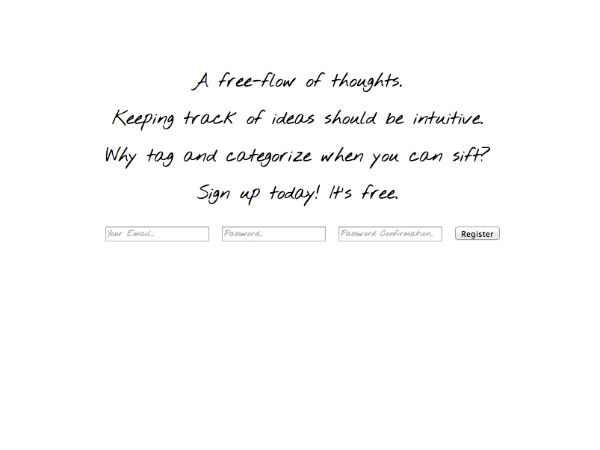 A free-flow of thoughts.
Keeping track of ideas should be intuitive.
Why tag and categorize when you can sift?
Sign up today! It's free.
Your Email... Password... Password Confirmation... Register